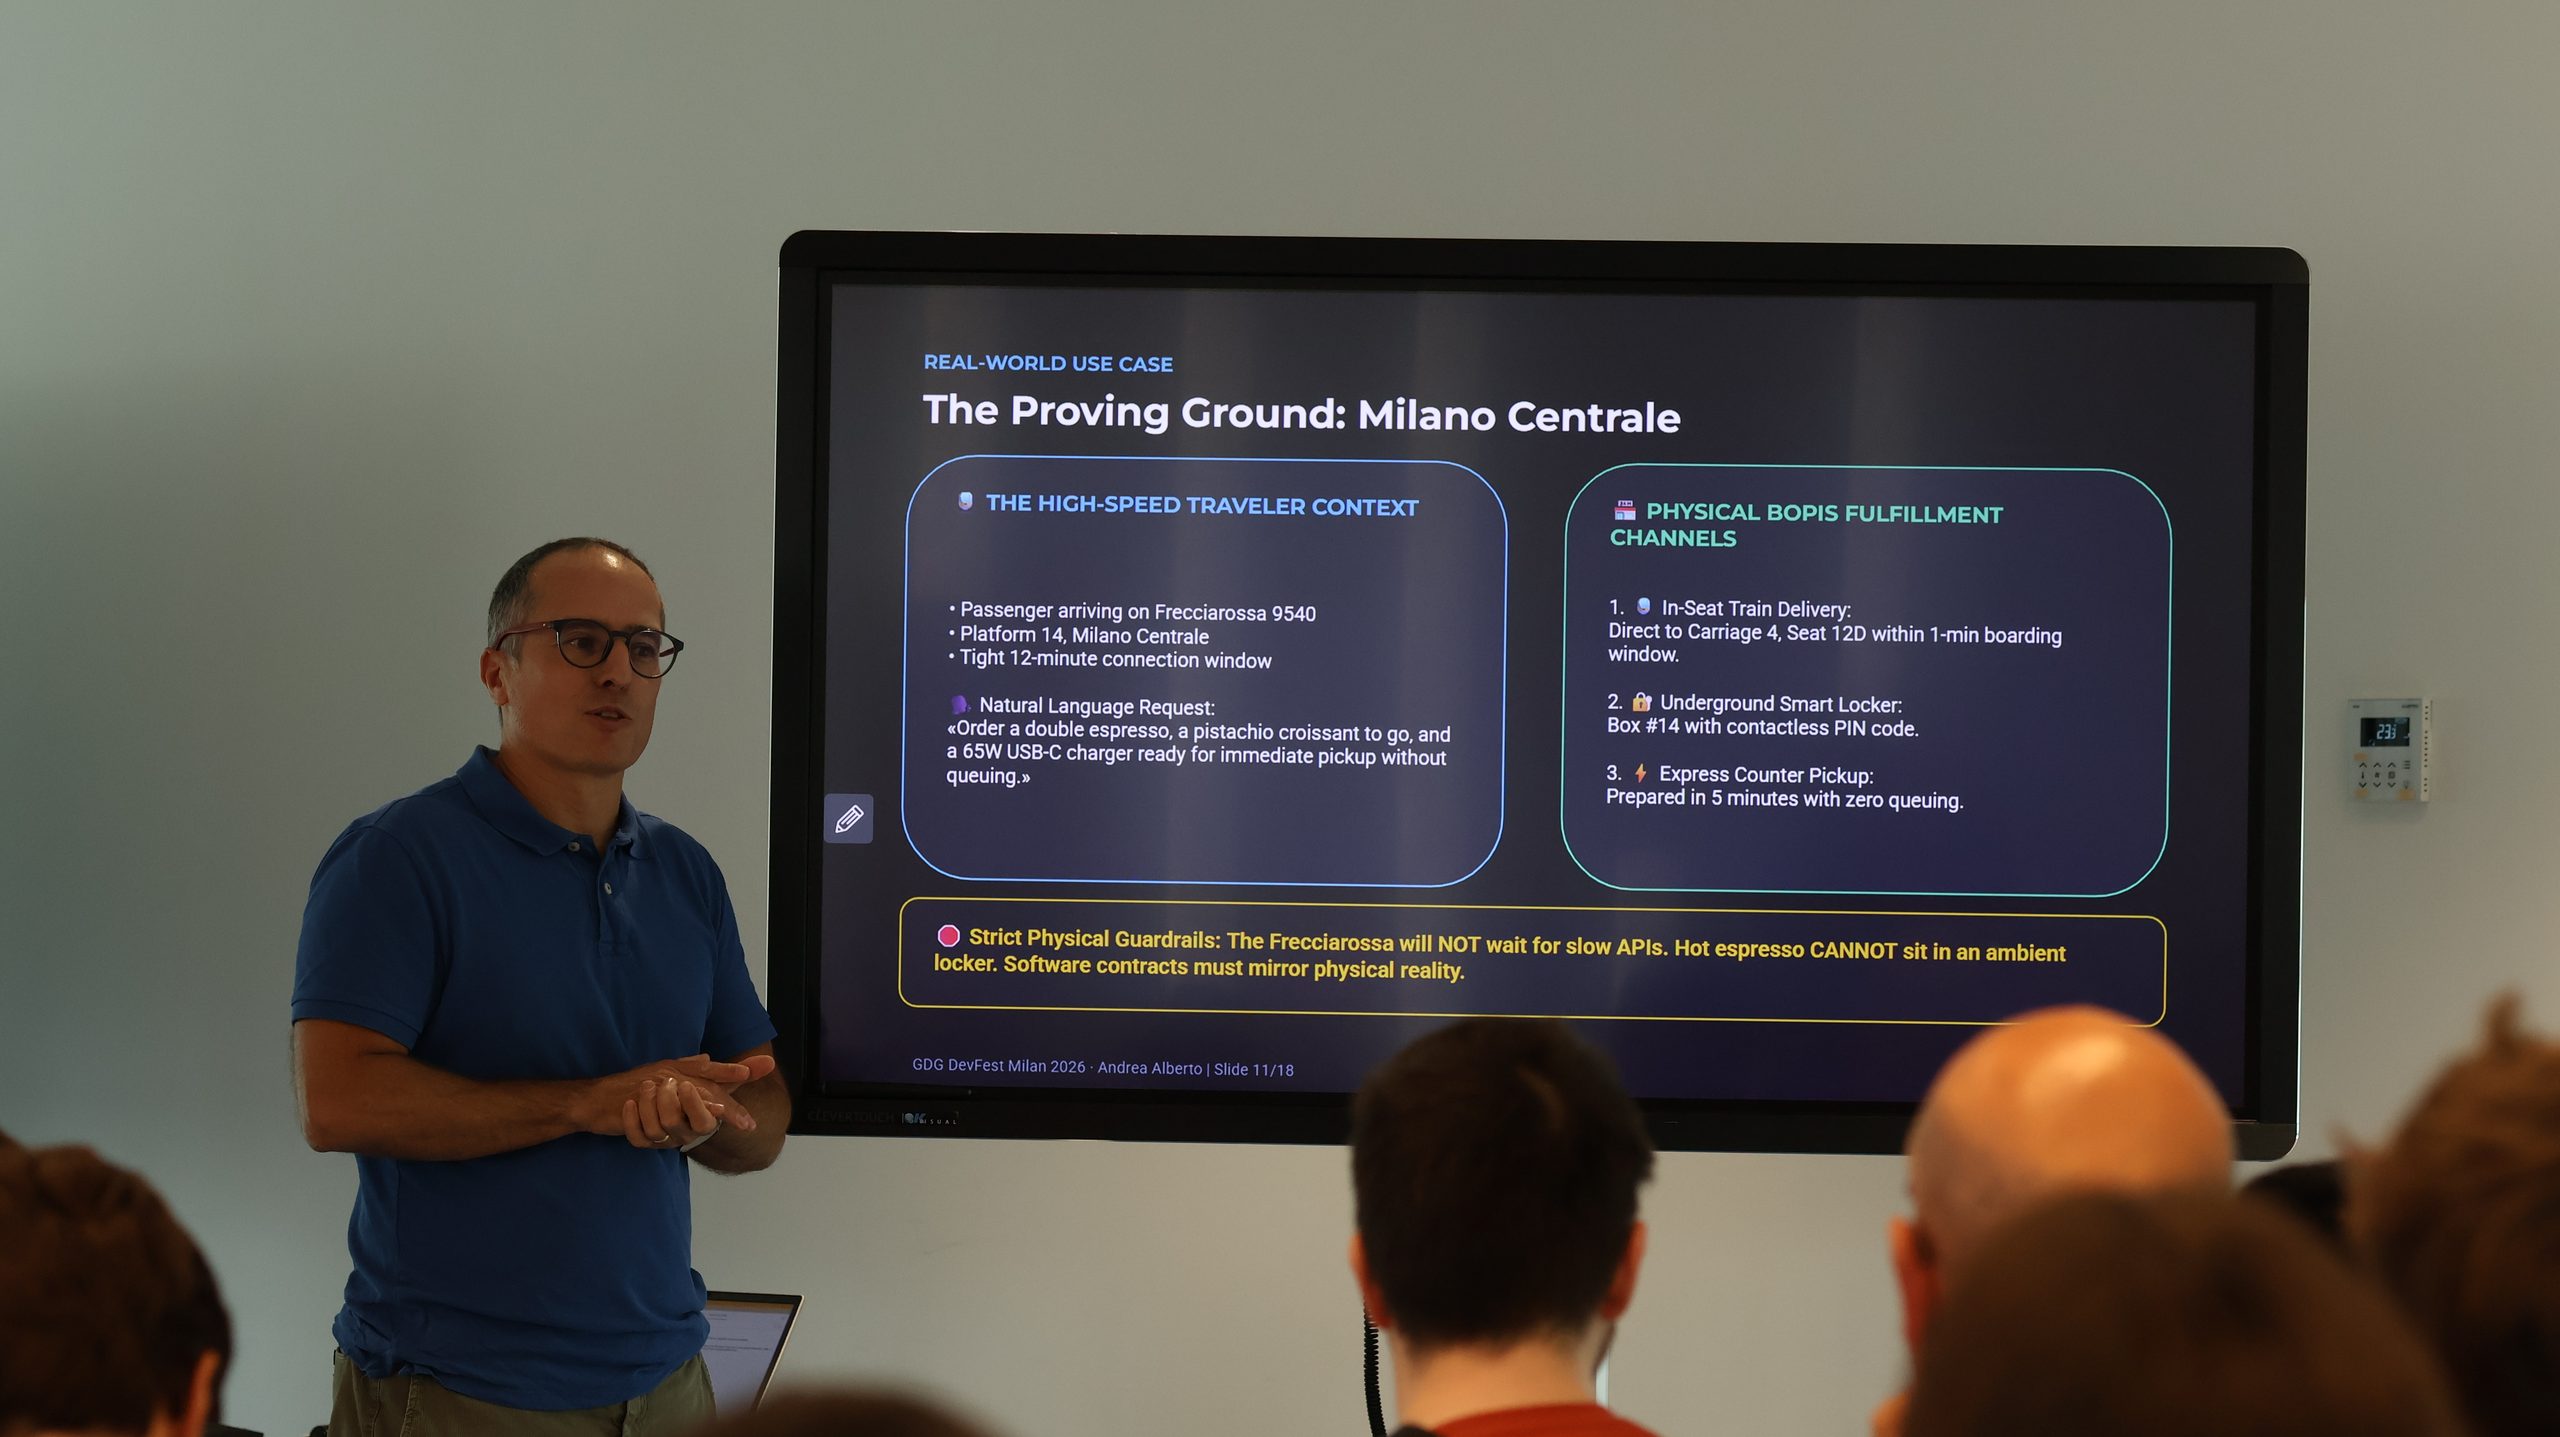 REAL-WORLD USE CASE
The Proving Ground: Milano Centrale
THE HIGH-SPEED TRAVELER CONTEXT
• Passenger arriving on Frecciarossa 9540
• Platform 14, Milano Centrale
• Tight 12-minute connection window
Natural Language Request:
«Order a double espresso, a pistachio croissant to go, and
a 65W USB-C charger ready for immediate pickup without
queuing.»
PHYSICAL BOPIS FULFILLMENT
CHANNELS
1. In-Seat Train Delivery:
Direct to Carriage 4, Seat 12D within 1-min boarding
window.
2. Underground Smart Locker:
Box #14 with contactless PIN code.
3. Express Counter Pickup:
Prepared in 5 minutes with zero queuing.
Strict Physical Guardrails: The Frecciarossa will NOT wait for slow APIs. Hot espresso CANNOT sit in an ambient
locker. Software contracts must mirror physical reality.
GDG DevFest Milan 2026 · Andrea Alberto | Slide 11/18
CLEVERTOUCH